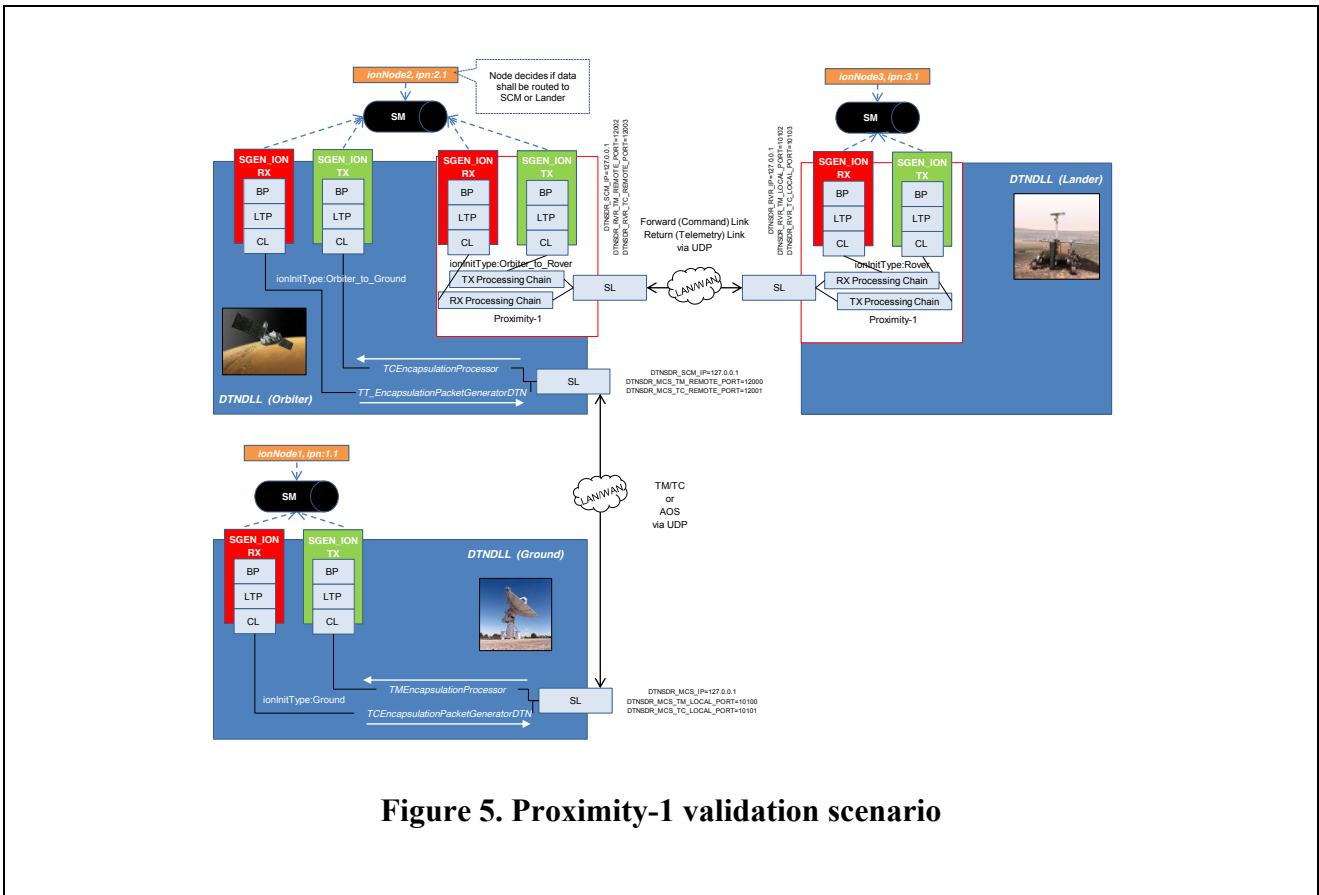 ionNode2, ipn:2.1
Node decides if data
shall be routed to
SCM or Lander
SM
SGEN_ION
RX
BP
LTP
CL
SGEN_ION
TX
BP
LTP
CL
SGEN_ION
RX
BP
LTP
CL
SGEN_ION
TX
BP
LTP
CL
ionInitType:Orbiter_to_Ground
ionInitType:Orbiter_to_Rover
TX Processing Chain
RX Processing Chain
Proximity-1
SL
DTNSDR_SCM_IP=127.0.0.1
DTNSDR_RVR_TM_REMOTE_PORT=12002
DTNSDR_RVR_TC_REMOTE_PORT=12003
Forward (Command) Link
Return (Telemetry) Link
via UDP
LAN/WAN
ionNode3, ipn:3.1
SM
DTNSDR_RVR_IP=127.0.0.1
DTNSDR_RVR_TM_LOCAL_PORT=10102
DTNSDR_RVR_TC_LOCAL_PORT=10103
SGEN_ION
RX
BP
LTP
CL
SGEN_ION
TX
BP
LTP
CL
DTNDLL (Lander)
ionInitType:Rover
RX Processing Chain
TX Processing Chain
Proximity-1
SL
TCEncapsulationProcessor
TT_EncapsulationPacketGeneratorDTN
DTNDLL (Orbiter)
SL
DTNSDR_SCM_IP=127.0.0.1
DTNSDR_MCS_TM_REMOTE_PORT=12000
DTNSDR_MCS_TC_REMOTE_PORT=12001
LAN/WAN
TM/TC
or
AOS
via UDP
ionNode1, ipn:1.1
SM
SGEN_ION
RX
BP
LTP
CL
SGEN_ION
TX
BP
LTP
CL
DTNDLL (Ground)
ionInitType:Ground
TMEncapsulationProcessor
TCEncapsulationPacketGeneratorDTN
SL
DTNSDR_MCS_IP=127.0.0.1
DTNSDR_MCS_TM_LOCAL_PORT=10100
DTNSDR_MCS_TC_LOCAL_PORT=10101
Figure 5. Proximity-1 validation scenario